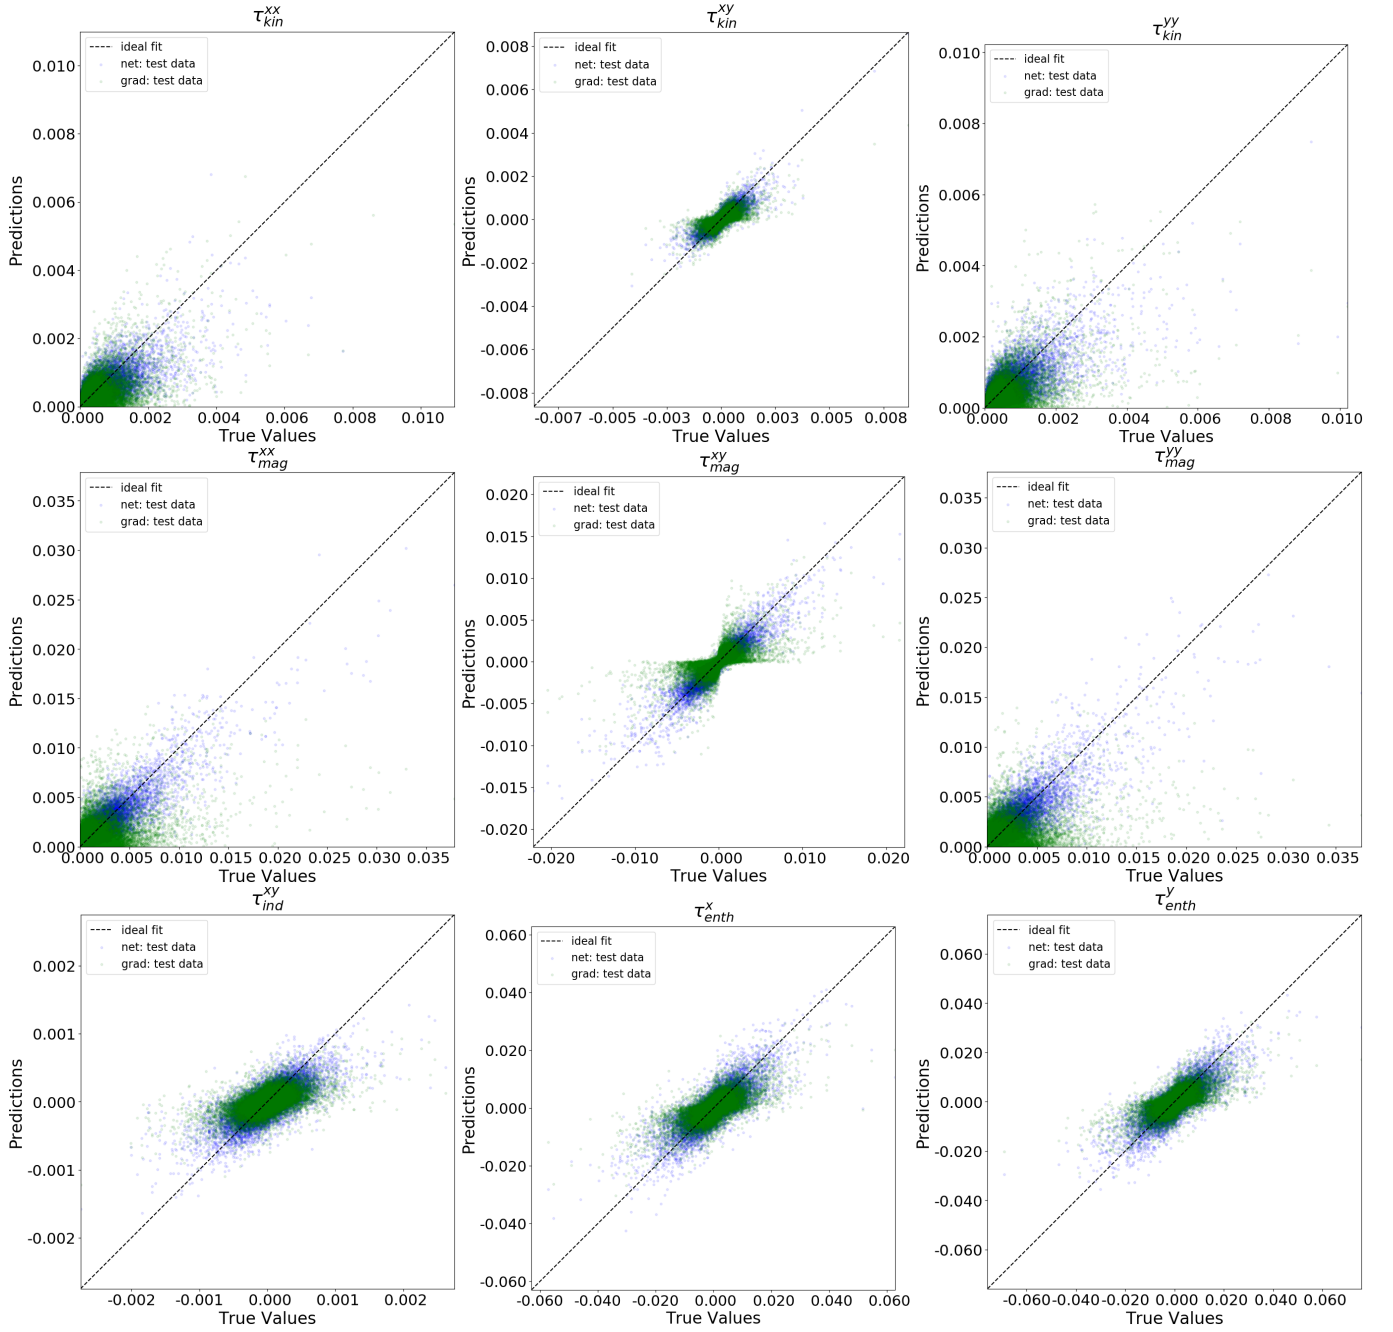 τ_kin^xx
ideal fit
net: test data
grad: test data
0.010
0.008
0.006
0.004
0.002
0.000
Predictions
0.000 0.002 0.004 0.006 0.008 0.010
True Values
τ_kin^xy
ideal fit
net: test data
grad: test data
0.008
0.006
0.004
0.002
0.000
-0.002
-0.004
-0.006
-0.008
Predictions
-0.007 -0.005 -0.003 0.000 0.003 0.005 0.008
True Values
τ_kin^yy
ideal fit
net: test data
grad: test data
0.010
0.008
0.006
0.004
0.002
0.000
Predictions
0.000 0.002 0.004 0.006 0.008 0.010
True Values
τ_mag^xx
ideal fit
net: test data
grad: test data
0.035
0.030
0.025
0.020
0.015
0.010
0.005
0.000
Predictions
0.000 0.005 0.010 0.015 0.020 0.025 0.030 0.035
True Values
τ_mag^xy
ideal fit
net: test data
grad: test data
0.020
0.015
0.010
0.005
0.000
-0.005
-0.010
-0.015
-0.020
Predictions
-0.020 -0.010 0.000 0.010 0.020
True Values
τ_mag^yy
ideal fit
net: test data
grad: test data
0.035
0.030
0.025
0.020
0.015
0.010
0.005
0.000
Predictions
0.000 0.005 0.010 0.015 0.020 0.025 0.030 0.035
True Values
τ_ind^xy
ideal fit
net: test data
grad: test data
0.002
0.001
0.000
-0.001
-0.002
Predictions
-0.002 -0.001 0.000 0.001 0.002
True Values
τ_enth^x
ideal fit
net: test data
grad: test data
0.060
0.040
0.020
0.000
-0.020
-0.040
-0.060
Predictions
-0.060 -0.040 -0.020 0.000 0.020 0.040 0.060
True Values
τ_enth^y
ideal fit
net: test data
grad: test data
0.060
0.040
0.020
0.000
-0.020
-0.040
-0.060
Predictions
-0.060 -0.040 -0.020 0.000 0.020 0.040 0.060
True Values